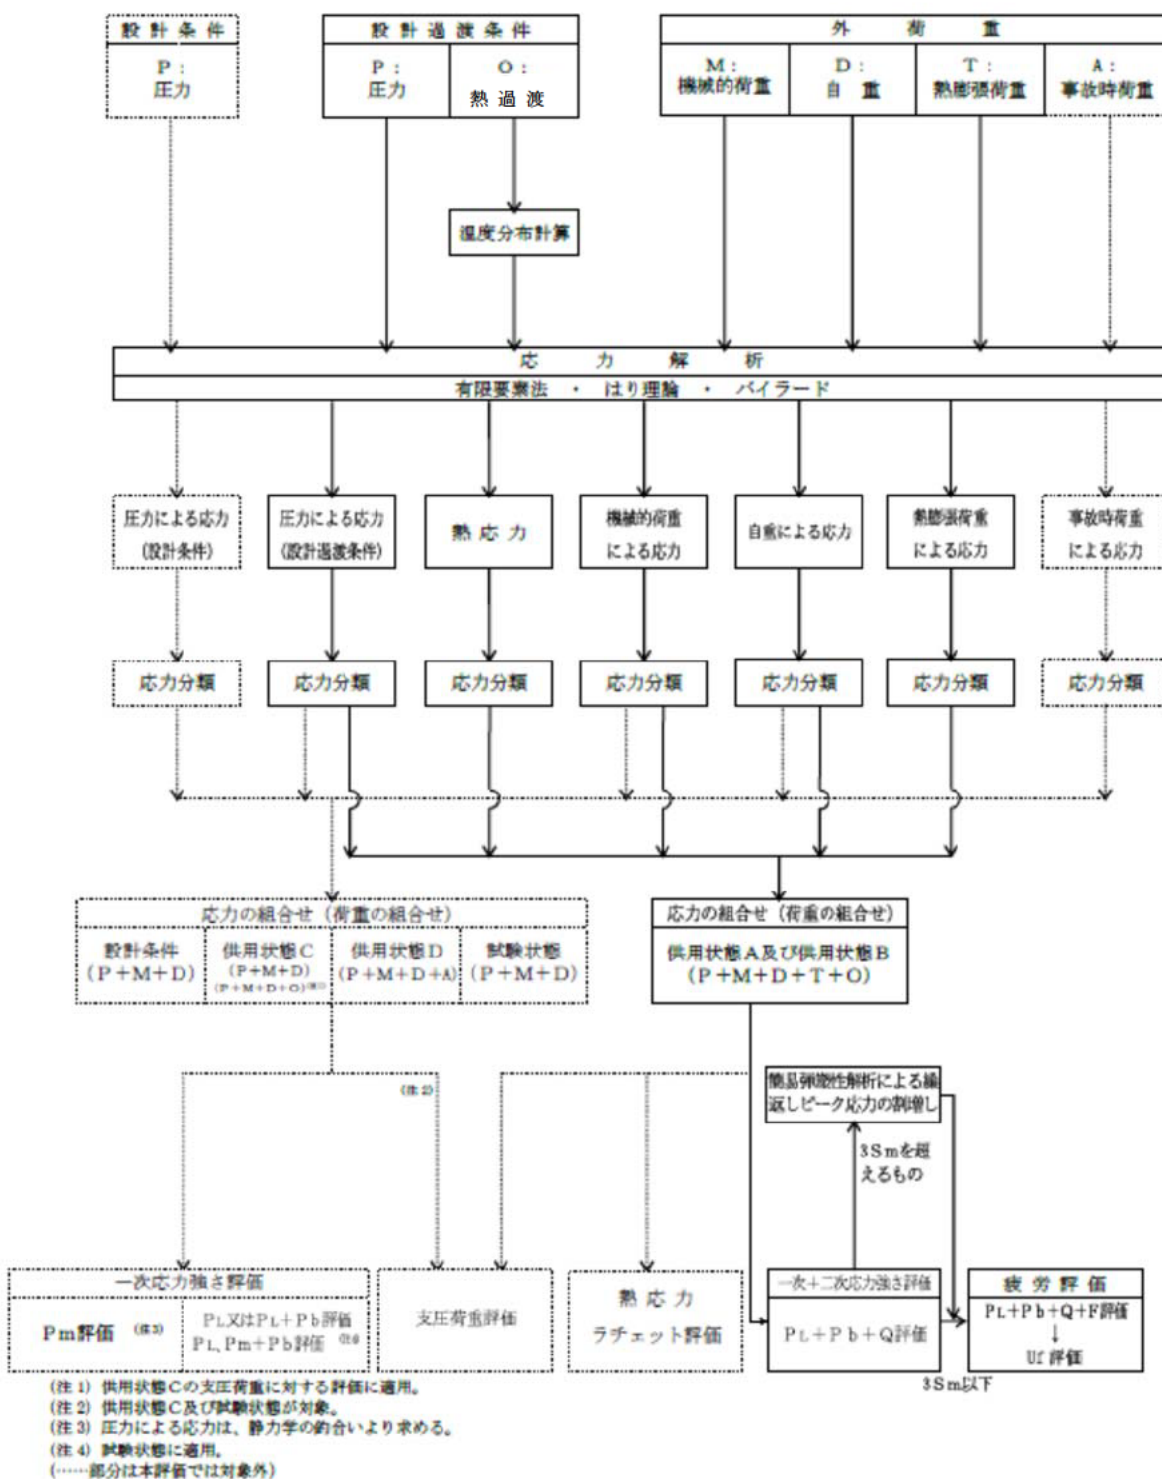 設計条件
P：
圧力
設計過渡条件
P：
圧力
O：
熱過渡
外荷重
M：
機械的荷重
D：
自重
T：
熱膨張荷重
A：
事故時荷重
温度分布計算
応力解析
有限要素法 ・ はり理論 ・ バイラード
圧力による応力
(設計条件)
圧力による応力
(設計過渡条件)
熱応力
機械的荷重
による応力
自重による応力
熱膨張荷重
による応力
事故時荷重
による応力
応力分類
応力分類
応力分類
応力分類
応力分類
応力分類
応力分類
応力の組合せ（荷重の組合せ）
設計条件
(P+M+D)
供用状態C
(P+M+D)
(P+M+D+O)(注1)
供用状態D
(P+M+D+A)
試験状態
(P+M+D)
応力の組合せ（荷重の組合せ）
供用状態A及び供用状態B
(P+M+D+T+O)
(注2)
簡易弾塑性解析による繰
返しピーク応力の割増し
3Smを超
えるもの
一次応力強さ評価
Pm評価 (注3)
PL又はPL+Pb評価
PL、Pm+Pb評価 (注4)
支圧荷重評価
熱応力
ラチェット評価
一次+二次応力強さ評価
PL+Pb+Q評価
疲労評価
PL+Pb+Q+F評価
↓
Uf評価
3Sm以下
(注1) 供用状態Cの支圧荷重に対する評価に適用。
(注2) 供用状態C及び試験状態が対象。
(注3) 圧力による応力は、静力学の釣合いより求める。
(注4) 試験状態に適用。
(……部分は本評価では対象外)